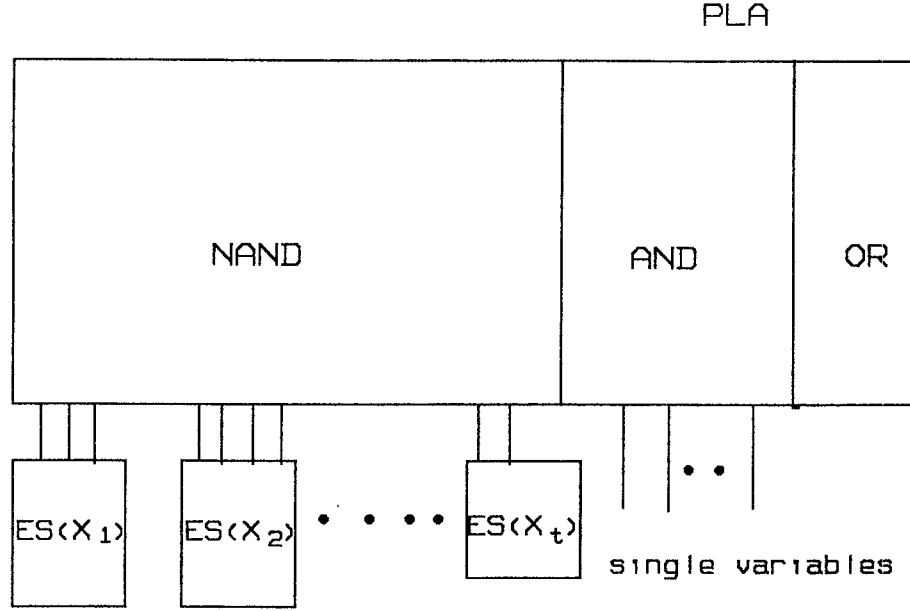 PLA
NAND AND OR
ES(X₁) ES(X₂) ES(Xₜ)
single variables